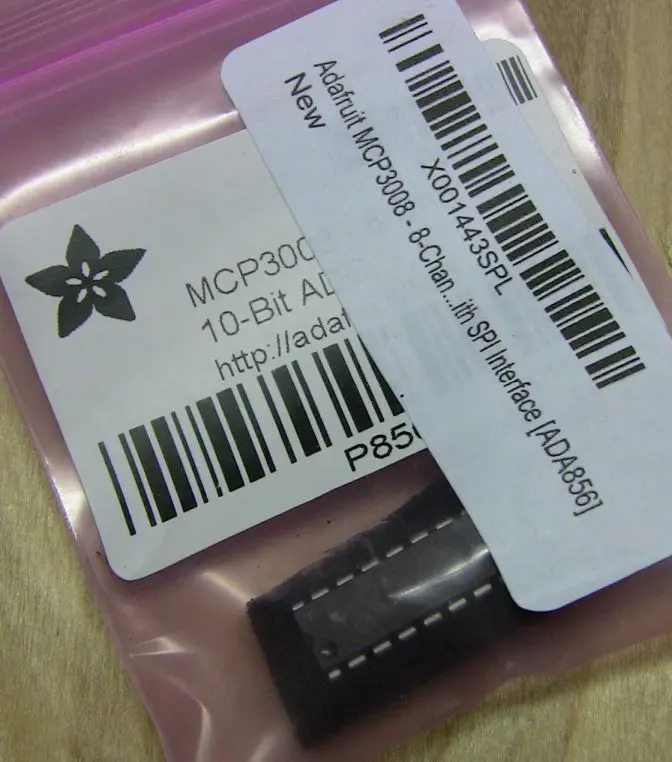 X001443SPL
Adafruit MCP3008 - 8-Chan...ith SPI Interface [ADA856]
New
MCP300
10-Bit AD
http://adaf
P856